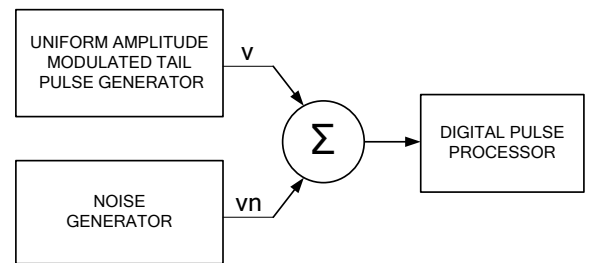 UNIFORM AMPLITUDE
MODULATED TAIL
PULSE GENERATOR
v
Σ
DIGITAL PULSE
PROCESSOR
NOISE
GENERATOR
vn